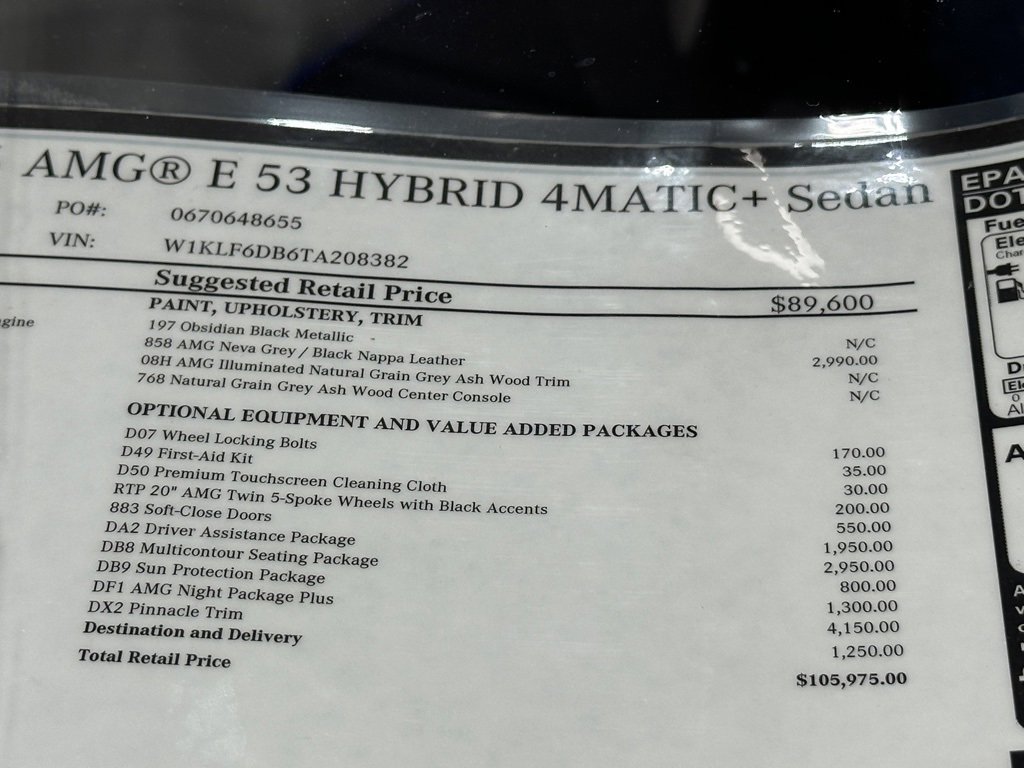 AMG® E 53 HYBRID 4MATIC+ Sedan
PO#: 0670648655
VIN: W1KLF6DB6TA208382
Suggested Retail Price $89,600
PAINT, UPHOLSTERY, TRIM
197 Obsidian Black Metallic N/C
858 AMG Neva Grey / Black Nappa Leather 2,990.00
08H AMG Illuminated Natural Grain Grey Ash Wood Trim N/C
768 Natural Grain Grey Ash Wood Center Console N/C
OPTIONAL EQUIPMENT AND VALUE ADDED PACKAGES
D07 Wheel Locking Bolts 170.00
D49 First-Aid Kit 35.00
D50 Premium Touchscreen Cleaning Cloth 30.00
RTP 20" AMG Twin 5-Spoke Wheels with Black Accents 200.00
883 Soft-Close Doors 550.00
DA2 Driver Assistance Package 1,950.00
DB8 Multicontour Seating Package 2,950.00
DB9 Sun Protection Package 800.00
DF1 AMG Night Package Plus 1,300.00
DX2 Pinnacle Trim 4,150.00
Destination and Delivery 1,250.00
Total Retail Price $105,975.00
gine
EPA
DOT
Fue
Ele
Char